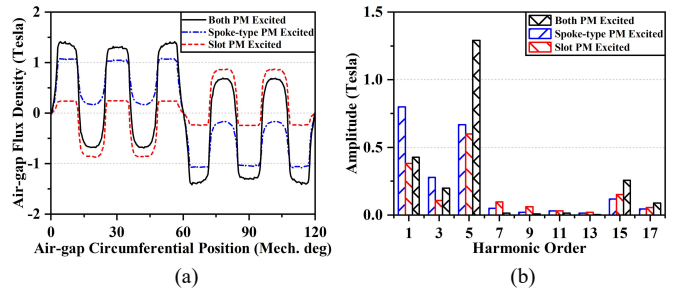 Both PM Excited
Spoke-type PM Excited
Slot PM Excited
Air-gap Flux Density (Tesla)
2
1
0
-1
-2
0 30 60 90 120
Air-gap Circumferential Position (Mech. deg)
(a)
Both PM Excited
Spoke-type PM Excited
Slot PM Excited
Amplitude (Tesla)
1.5
1.0
0.5
0.0
1 3 5 7 9 11 13 15 17
Harmonic Order
(b)